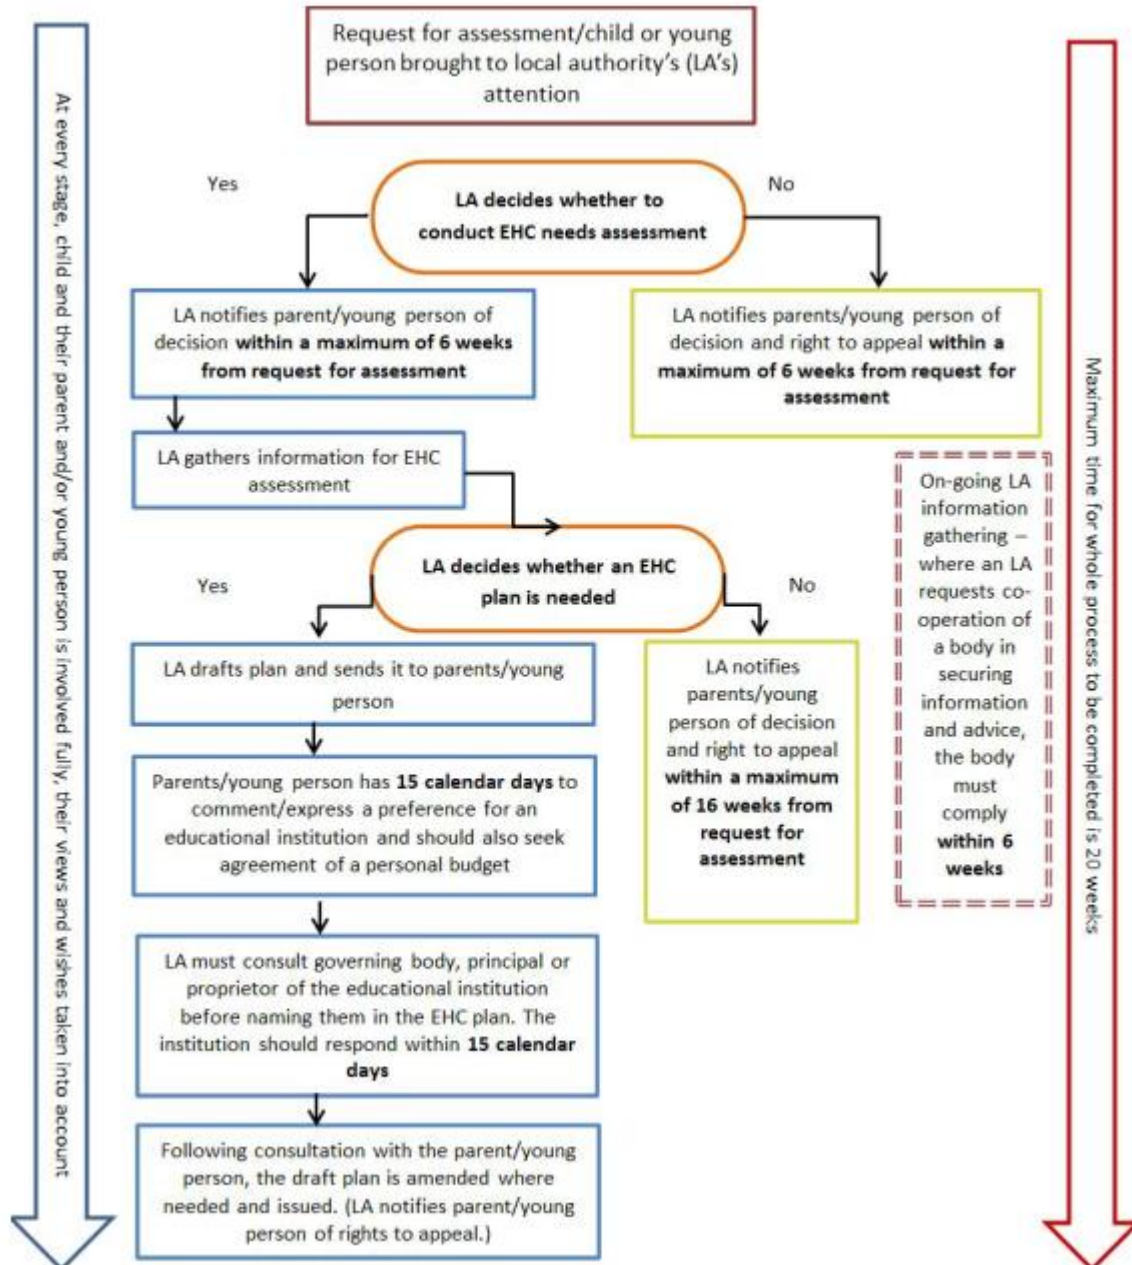 Request for assessment/child or young
person brought to local authority's (LA's)
attention
Yes
LA decides whether to
conduct EHC needs assessment
No
LA notifies parent/young person of
decision within a maximum of 6 weeks
from request for assessment
LA notifies parents/young person of
decision and right to appeal within a
maximum of 6 weeks from request for
assessment
LA gathers information for EHC
assessment
On-going LA
information
gathering –
where an LA
requests co-
operation of
a body in
securing
information
and advice,
the body
must
comply
within 6
weeks
Yes
LA decides whether an EHC
plan is needed
No
LA drafts plan and sends it to parents/young
person
LA notifies
parents/young
person of decision
and right to appeal
within a maximum
of 16 weeks from
request for
assessment
Parents/young person has 15 calendar days to
comment/express a preference for an
educational institution and should also seek
agreement of a personal budget
LA must consult governing body, principal or
proprietor of the educational institution
before naming them in the EHC plan. The
institution should respond within 15 calendar
days
Following consultation with the parent/young
person, the draft plan is amended where
needed and issued. (LA notifies parent/young
person of rights to appeal.)
At every stage, child and their parent and/or young person is involved fully, their views and wishes taken into account
Maximum time for whole process to be completed is 20 weeks